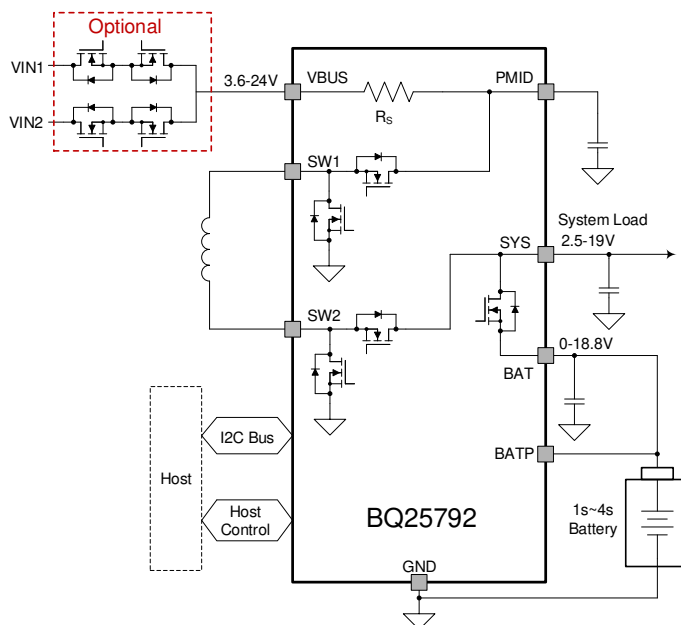 Optional
VIN1
VIN2
3.6-24V
VBUS
RS
PMID
SW1
System Load
2.5-19V
SYS
SW2
0-18.8V
BAT
I2C Bus
BATP
Host
Host
Control
1s~4s
Battery
BQ25792
GND